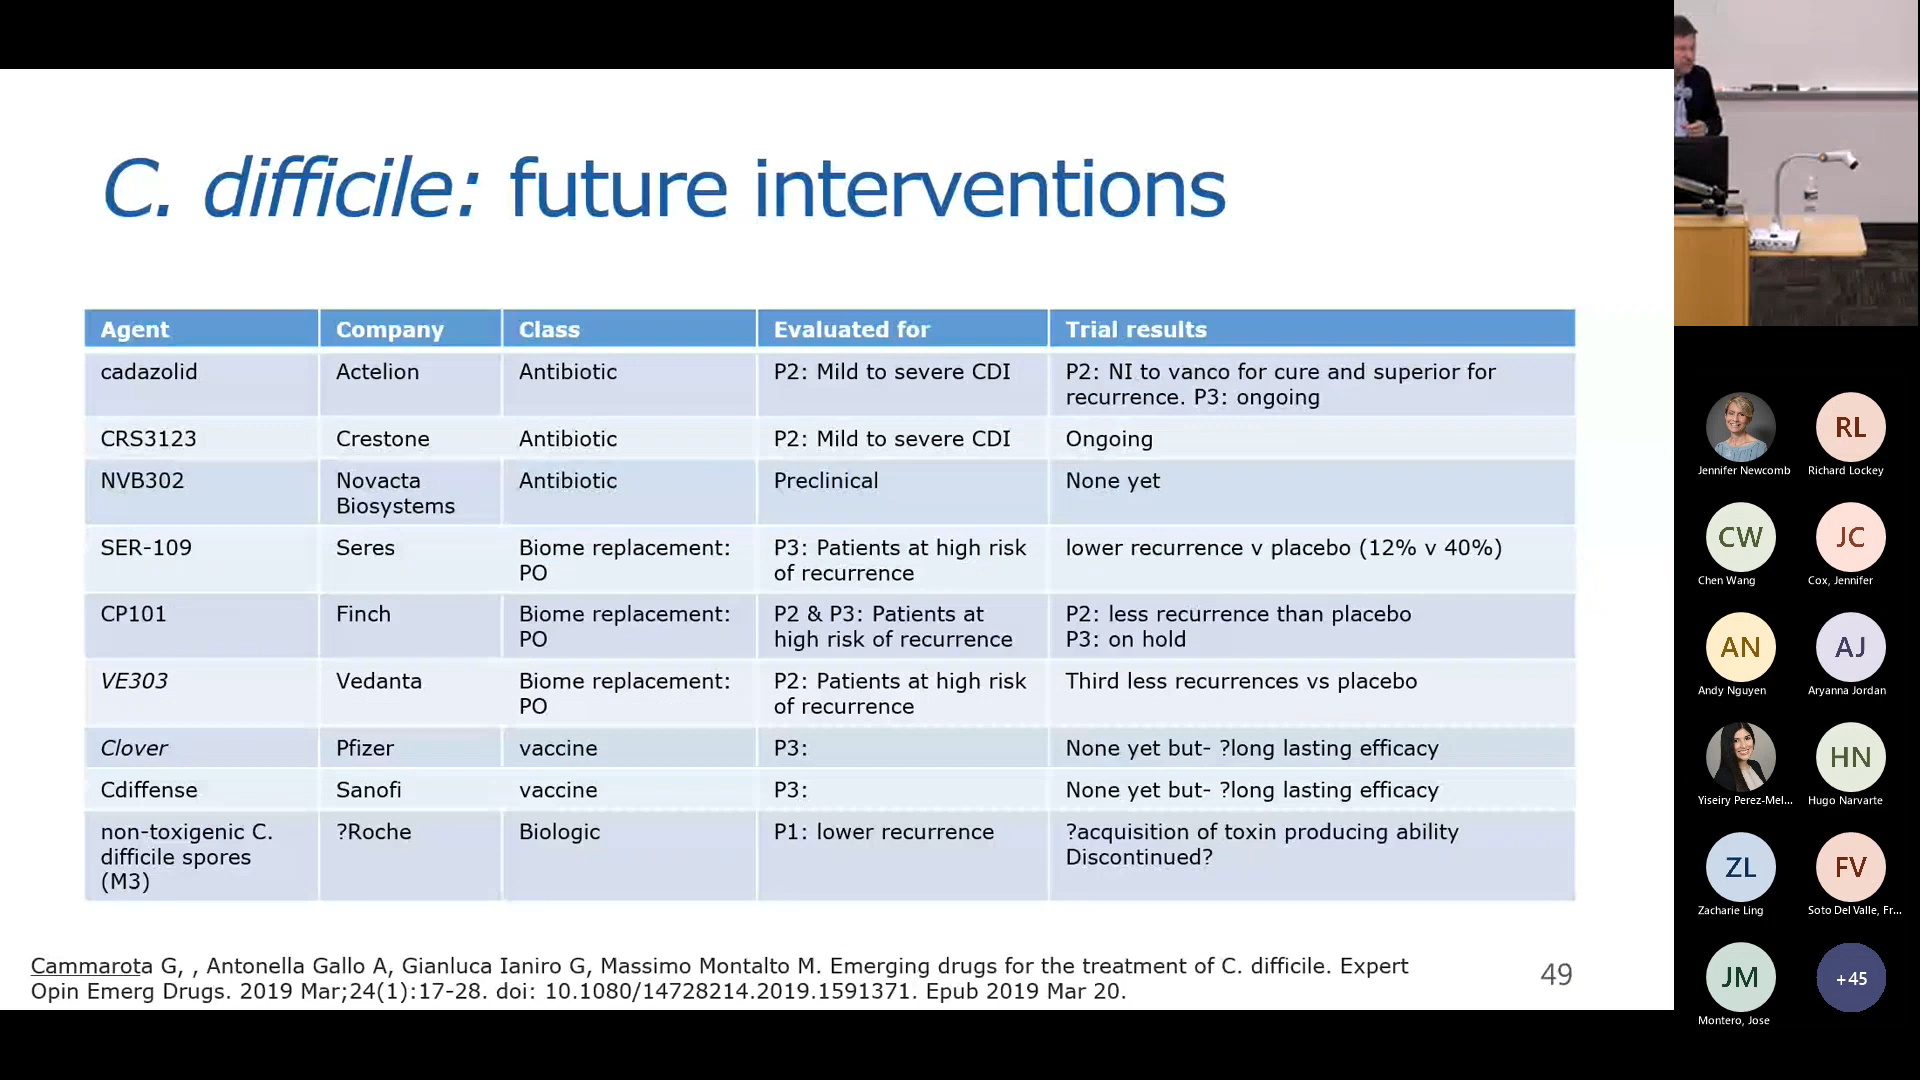 C. difficile: future interventions
Agent Company Class Evaluated for Trial results
cadazolid Actelion Antibiotic P2: Mild to severe CDI P2: NI to vanco for cure and superior for
recurrence. P3: ongoing
CRS3123 Crestone Antibiotic P2: Mild to severe CDI Ongoing
NVB302 Novacta Antibiotic Preclinical None yet
Biosystems
SER-109 Seres Biome replacement: P3: Patients at high risk lower recurrence v placebo (12% v 40%)
PO of recurrence
CP101 Finch Biome replacement: P2 & P3: Patients at P2: less recurrence than placebo
PO high risk of recurrence P3: on hold
VE303 Vedanta Biome replacement: P2: Patients at high risk Third less recurrences vs placebo
PO of recurrence
Clover Pfizer vaccine P3: None yet but- ?long lasting efficacy
Cdiffense Sanofi vaccine P3: None yet but- ?long lasting efficacy
non-toxigenic C. ?Roche Biologic P1: lower recurrence ?acquisition of toxin producing ability
difficile spores Discontinued?
(M3)
Cammarota G, , Antonella Gallo A, Gianluca Ianiro G, Massimo Montalto M. Emerging drugs for the treatment of C. difficile. Expert
Opin Emerg Drugs. 2019 Mar;24(1):17-28. doi: 10.1080/14728214.2019.1591371. Epub 2019 Mar 20.
49
RL
Jennifer Newcomb Richard Lockey
CW JC
Chen Wang Cox, Jennifer
AN AJ
Andy Nguyen Aryanna Jordan
HN
Yiseiry Perez-Mel... Hugo Narvarte
ZL FV
Zacharie Ling Soto Del Valle, Fr...
JM +45
Montero, Jose